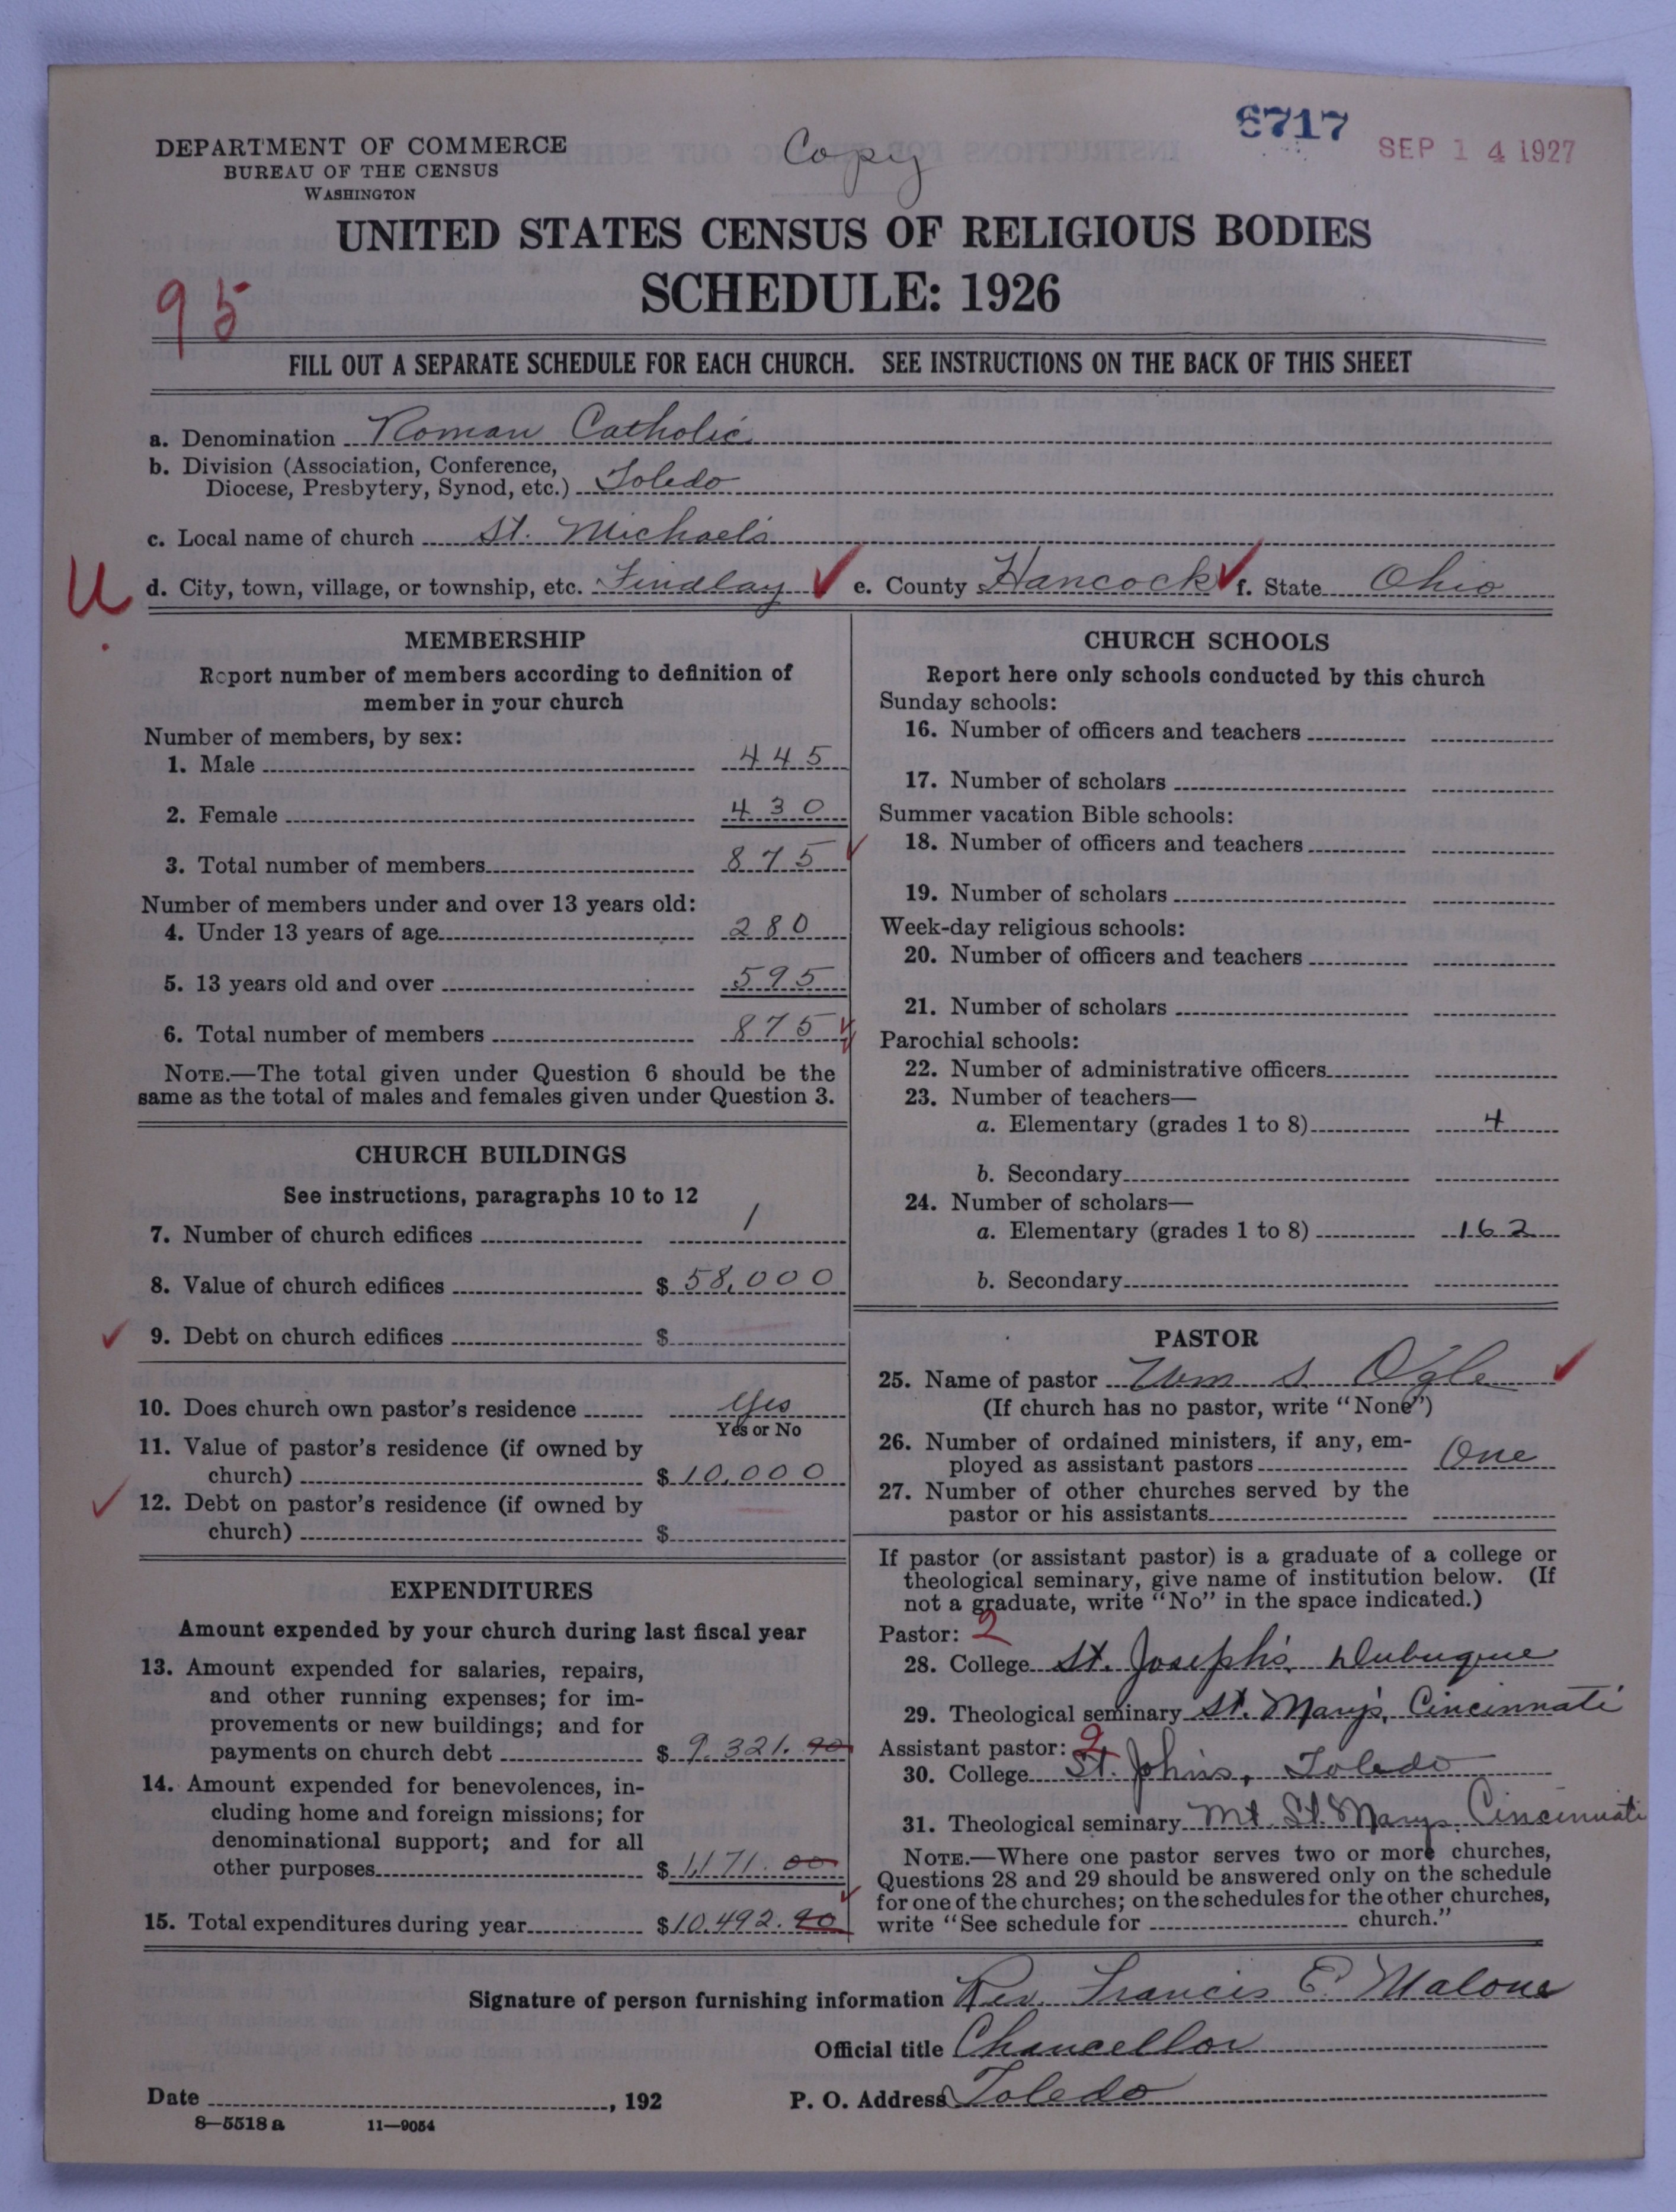 6717
SEP 14 1927
Copy
DEPARTMENT OF COMMERCE
BUREAU OF THE CENSUS
WASHINGTON
UNITED STATES CENSUS OF RELIGIOUS BODIES
SCHEDULE: 1926
95
FILL OUT A SEPARATE SCHEDULE FOR EACH CHURCH. SEE INSTRUCTIONS ON THE BACK OF THIS SHEET
a. Denomination Roman Catholic
b. Division (Association, Conference,
Diocese, Presbytery, Synod, etc.) Toledo
c. Local name of church St. Michael's
U d. City, town, village, or township, etc. Findlay ✓ e. County Hancock ✓ f. State Ohio
MEMBERSHIP
Report number of members according to definition of
member in your church
Number of members, by sex:
1. Male 445
2. Female 430
3. Total number of members 875 ✓
Number of members under and over 13 years old:
4. Under 13 years of age 280
5. 13 years old and over 595
6. Total number of members 875
NOTE.—The total given under Question 6 should be the
same as the total of males and females given under Question 3.
CHURCH BUILDINGS
See instructions, paragraphs 10 to 12
7. Number of church edifices 1
8. Value of church edifices $ 58,000
✓ 9. Debt on church edifices $
10. Does church own pastor's residence Yes
Yes or No
11. Value of pastor's residence (if owned by
church) $ 10,000
✓ 12. Debt on pastor's residence (if owned by
church) $
EXPENDITURES
Amount expended by your church during last fiscal year
13. Amount expended for salaries, repairs,
and other running expenses; for im-
provements or new buildings; and for
payments on church debt $ 9,321.90
14. Amount expended for benevolences, in-
cluding home and foreign missions; for
denominational support; and for all
other purposes $ 1,171.00
15. Total expenditures during year $ 10,492.90
CHURCH SCHOOLS
Report here only schools conducted by this church
Sunday schools:
16. Number of officers and teachers
17. Number of scholars
Summer vacation Bible schools:
18. Number of officers and teachers
19. Number of scholars
Week-day religious schools:
20. Number of officers and teachers
21. Number of scholars
Parochial schools:
22. Number of administrative officers
23. Number of teachers—
a. Elementary (grades 1 to 8) 4
b. Secondary
24. Number of scholars—
a. Elementary (grades 1 to 8) 162
b. Secondary
PASTOR
25. Name of pastor Wm S. Ogle ✓
(If church has no pastor, write "None")
26. Number of ordained ministers, if any, em-
ployed as assistant pastors One
27. Number of other churches served by the
pastor or his assistants
If pastor (or assistant pastor) is a graduate of a college or
theological seminary, give name of institution below. (If
not a graduate, write "No" in the space indicated.)
Pastor: 2
28. College St. Joseph's, Dubuque
29. Theological seminary St. Mary's, Cincinnati
Assistant pastor: 2
30. College St. John's, Toledo
31. Theological seminary Mt. St. Marys, Cincinnati
NOTE.—Where one pastor serves two or more churches,
Questions 28 and 29 should be answered only on the schedule
for one of the churches; on the schedules for the other churches,
write "See schedule for church."
Signature of person furnishing information Rev. Francis E. Malone
Official title Chancellor
Date , 192 P. O. Address Toledo
8—5518 a 11—9054